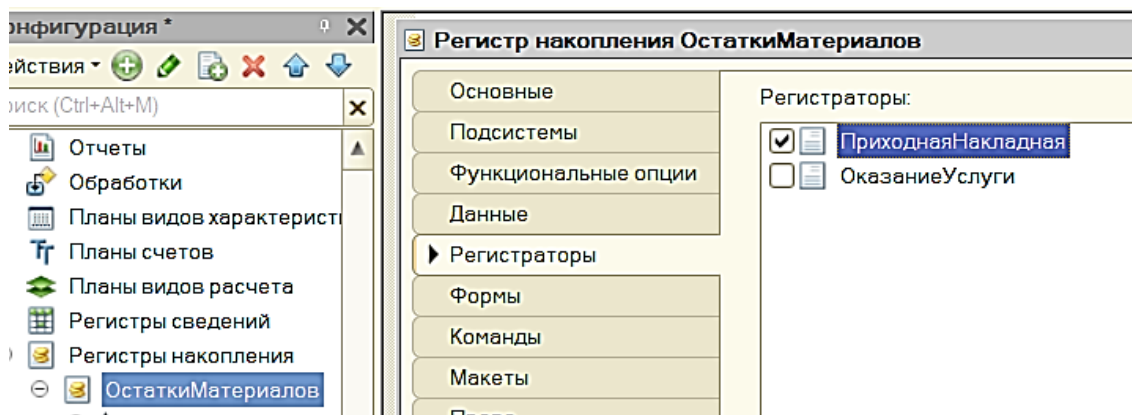 онфигурация *
ействия
оиск (Ctrl+Alt+M)
Отчеты
Обработки
Планы видов характеристи
Планы счетов
Планы видов расчета
Регистры сведений
Регистры накопления
ОстаткиМатериалов
Регистр накопления ОстаткиМатериалов
Основные
Подсистемы
Функциональные опции
Данные
Регистраторы
Формы
Команды
Макеты
Регистраторы:
ПриходнаяНакладная
ОказаниеУслуги